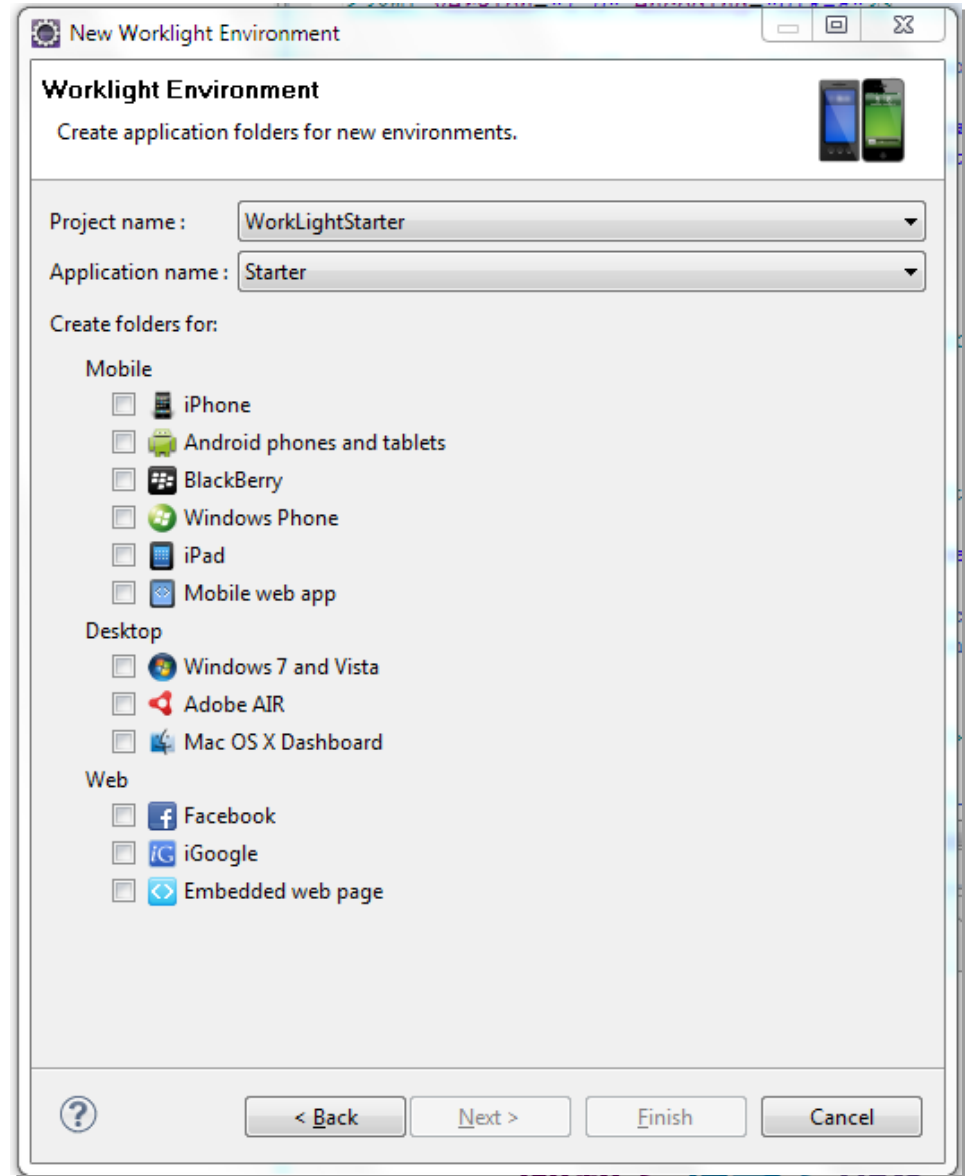 New Worklight Environment
Worklight Environment
Create application folders for new environments.
Project name :
WorkLightStarter
Application name :
Starter
Create folders for:
Mobile
iPhone
Android phones and tablets
BlackBerry
Windows Phone
iPad
Mobile web app
Desktop
Windows 7 and Vista
Adobe AIR
Mac OS X Dashboard
Web
Facebook
iGoogle
Embedded web page
< Back
Next >
Finish
Cancel